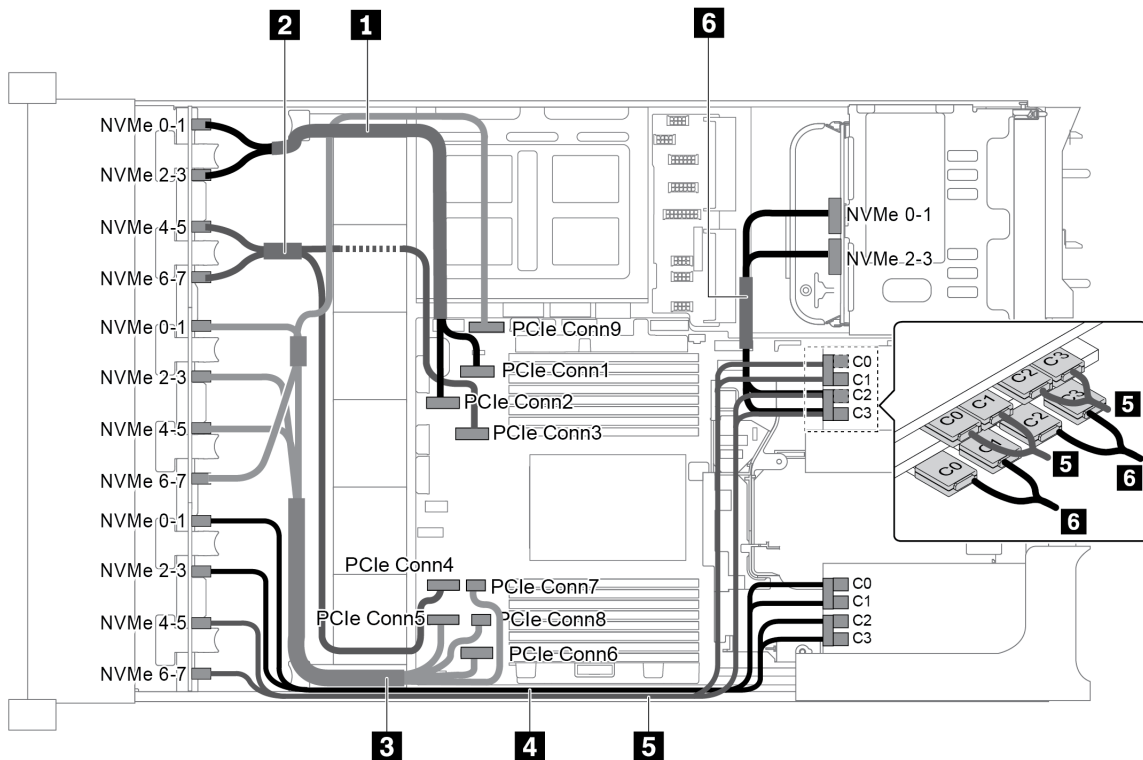 2
1
6
NVMe 0-1
NVMe 2-3
NVMe 4-5
NVMe 6-7
NVMe 0-1
NVMe 2-3
NVMe 4-5
NVMe 6-7
NVMe 0-1
NVMe 2-3
NVMe 4-5
NVMe 6-7
PCIe Conn9
PCIe Conn1
PCIe Conn2
PCIe Conn3
PCIe Conn4
PCIe Conn7
PCIe Conn5
PCIe Conn8
PCIe Conn6
NVMe 0-1
NVMe 2-3
6
C0
C1
C2
C3
C3
C2
C1
C0
C3
C2
C1
C0
5
5
6
6
C0
C1
C2
C3
3
4
5